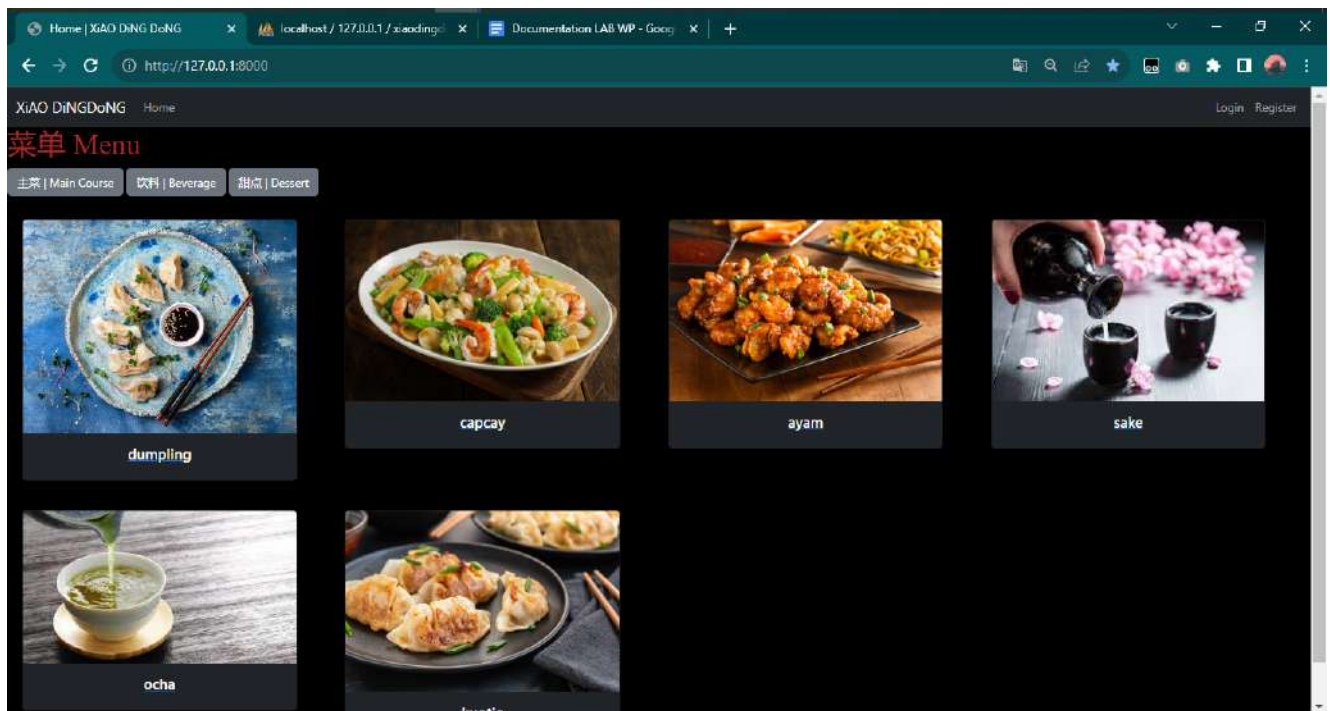 Home | XiAO DiNG DoNG
localhost / 127.0.0.1 / xiaodingd
Documentation LAB WP - Goog
http://127.0.0.1:8000
XiAO DiNGDoNG Home Login Register
菜单 Menu
主菜 | Main Course 饮料 | Beverage 甜点 | Dessert
capcay ayam sake
dumpling
ocha